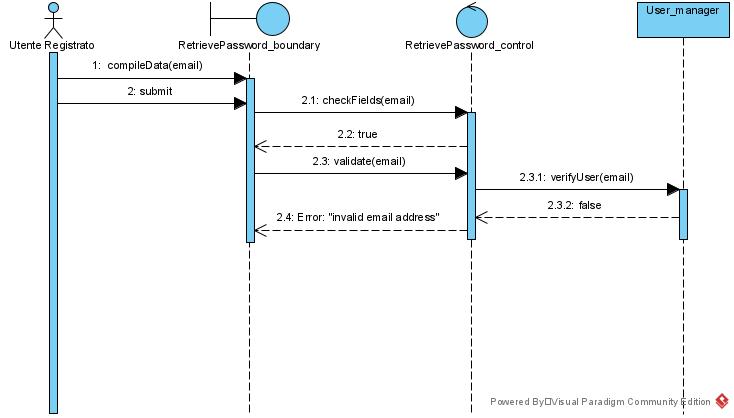 User_manager
Utente Registrato
RetrievePassword_boundary
RetrievePassword_control
1: compileData(email)
2: submit
2.1: checkFields(email)
2.2: true
2.3: validate(email)
2.3.1: verifyUser(email)
2.3.2: false
2.4: Error: "invalid email address"
Powered By Visual Paradigm Community Edition